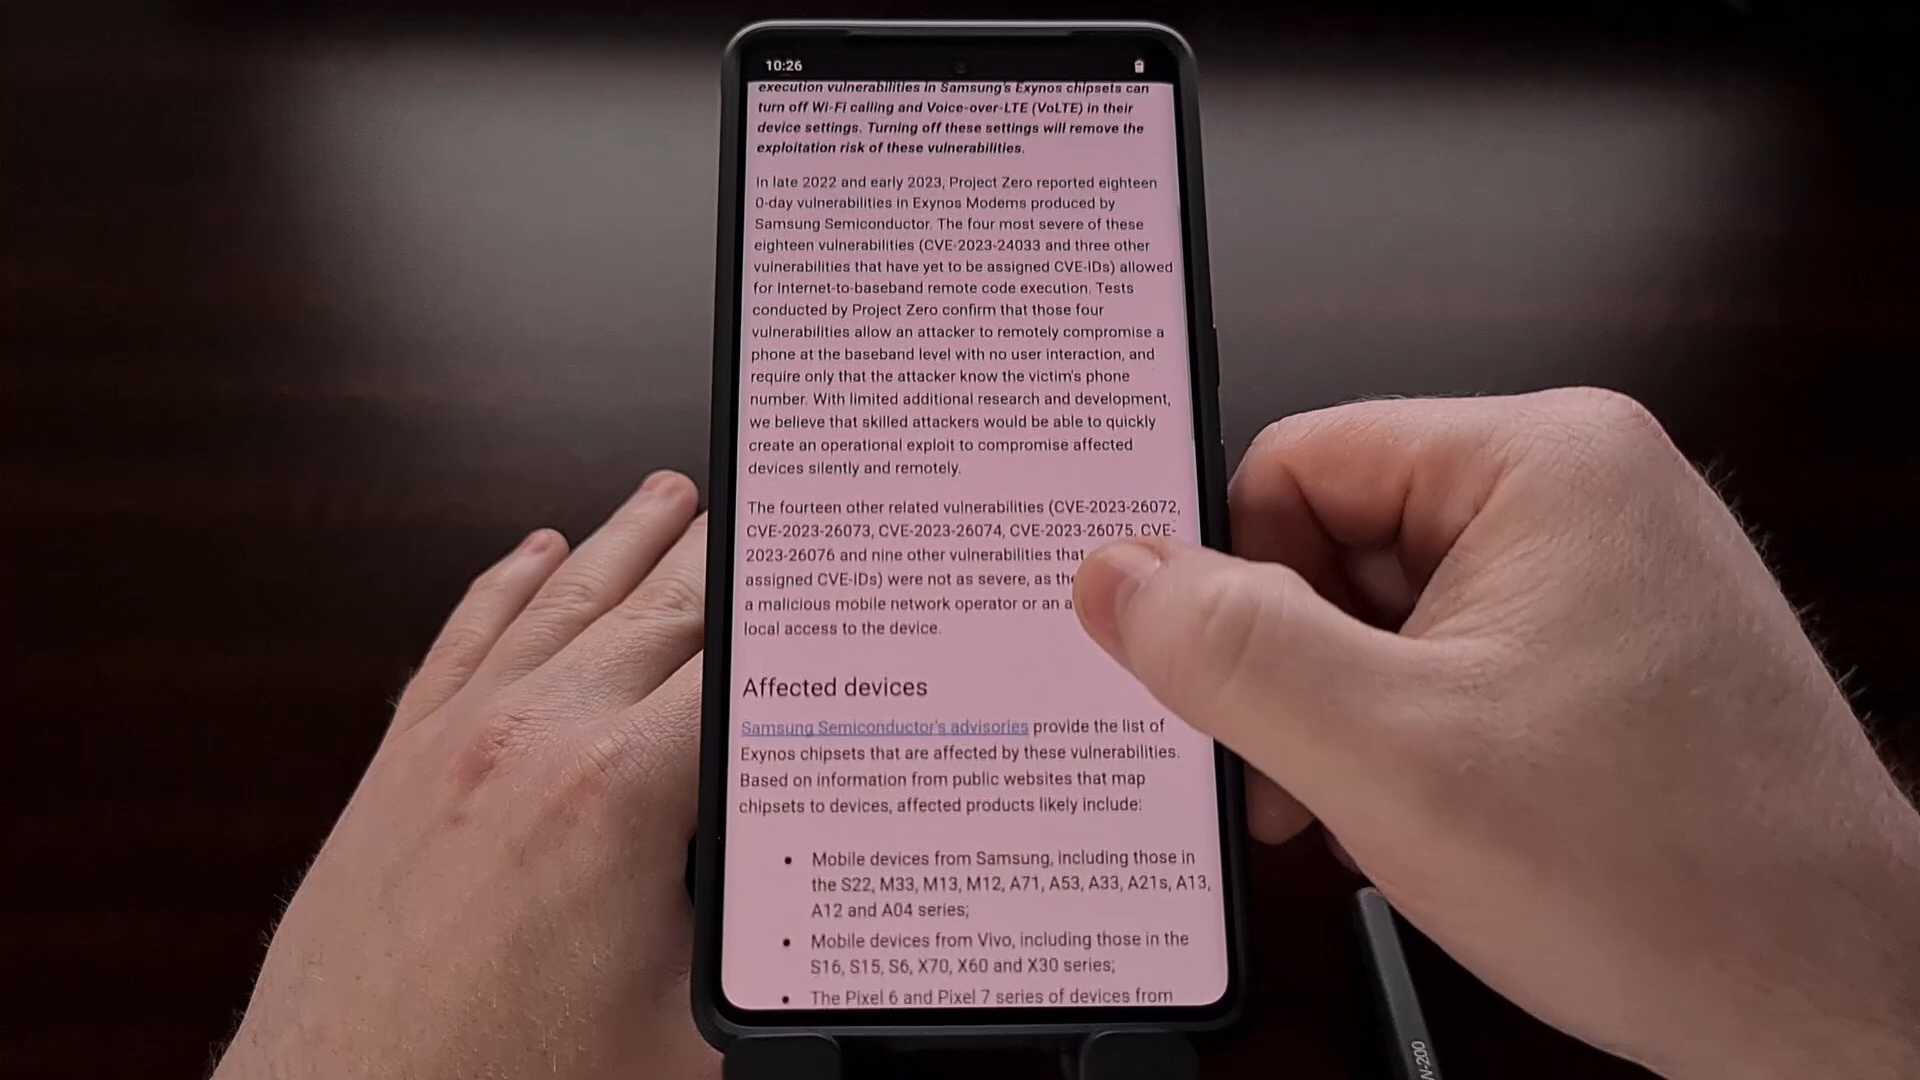 10:26
execution vulnerabilities in Samsung's Exynos chipsets can
turn off Wi-Fi calling and Voice-over-LTE (VoLTE) in their
device settings. Turning off these settings will remove the
exploitation risk of these vulnerabilities.
In late 2022 and early 2023, Project Zero reported eighteen
0-day vulnerabilities in Exynos Modems produced by
Samsung Semiconductor. The four most severe of these
eighteen vulnerabilities (CVE-2023-24033 and three other
vulnerabilities that have yet to be assigned CVE-IDs) allowed
for Internet-to-baseband remote code execution. Tests
conducted by Project Zero confirm that those four
vulnerabilities allow an attacker to remotely compromise a
phone at the baseband level with no user interaction, and
require only that the attacker know the victim's phone
number. With limited additional research and development,
we believe that skilled attackers would be able to quickly
create an operational exploit to compromise affected
devices silently and remotely.
The fourteen other related vulnerabilities (CVE-2023-26072,
CVE-2023-26073, CVE-2023-26074, CVE-2023-26075, CVE-
2023-26076 and nine other vulnerabilities that
assigned CVE-IDs) were not as severe, as
a malicious mobile network operator or an
local access to the device.
Affected devices
Samsung Semiconductor's advisories provide the list of
Exynos chipsets that are affected by these vulnerabilities.
Based on information from public websites that map
chipsets to devices, affected products likely include:
• Mobile devices from Samsung, including those in
the S22, M33, M13, M12, A71, A53, A33, A21s, A13,
A12 and A04 series;
• Mobile devices from Vivo, including those in the
S16, S15, S6, X70, X60 and X30 series;
• The Pixel 6 and Pixel 7 series of devices from